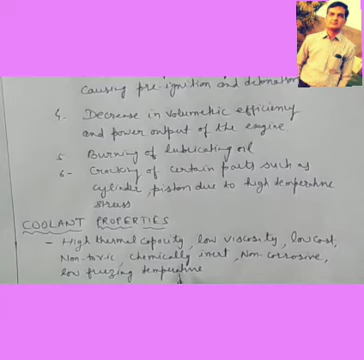 causing pre-ignition and detonation
4. Decrease in volumetric efficiency
and power output of the engine.
5 Burning of lubricating oil
6- Cracking of certain parts such as
cylinder, piston due to high temperature
stress
COOLANT PROPERTIES
- High thermal capacity, low viscosity, low cost,
Non-toxic, chemically inert, Non corrosive,
low freezing temperature